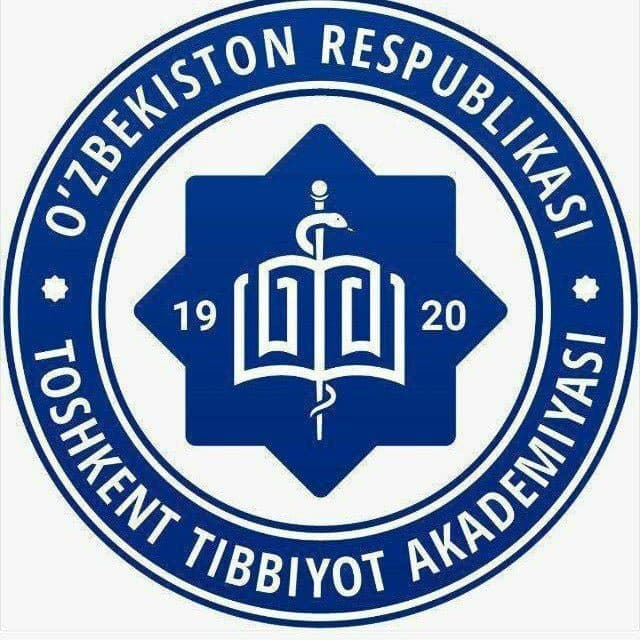 O'ZBEKISTON RESPUBLIKASI
19 20
TOSHKENT TIBBIYOT AKADEMIYASI